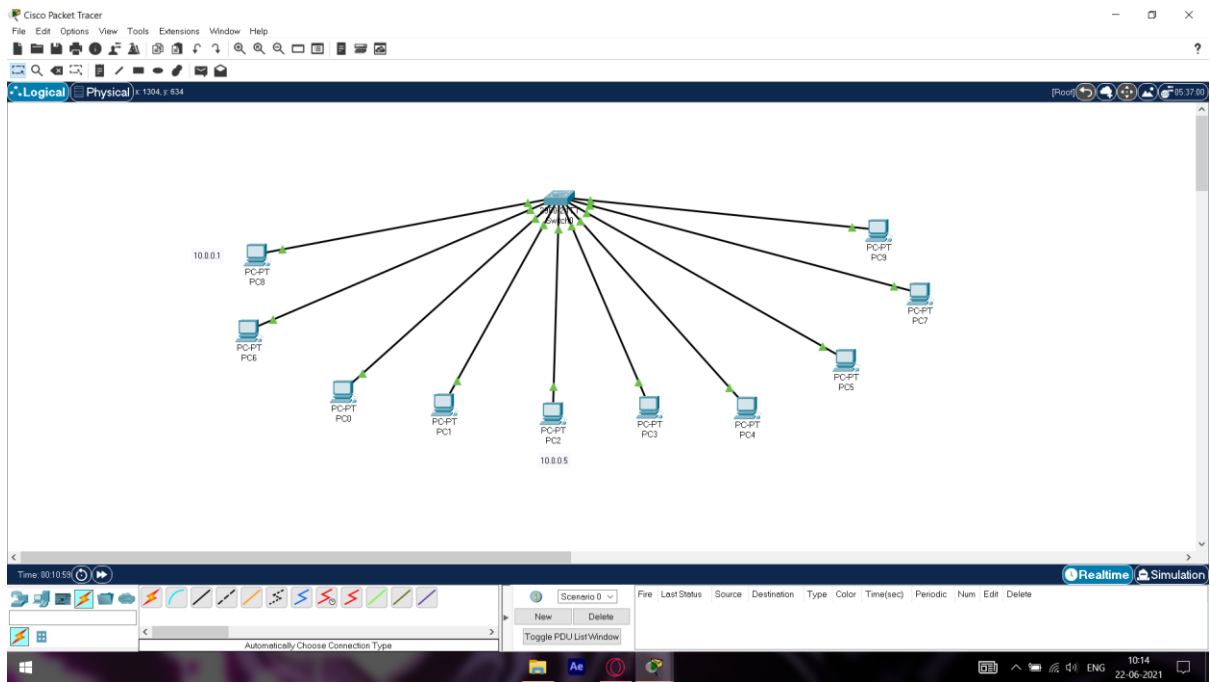 Cisco Packet Tracer
File Edit Options View Tools Extensions Window Help
?
Logical Physical x: 1304, y: 634
[Root] 05:37:00
Switch0
PC-PT
PC9
10.0.0.1
PC-PT
PC8
PC-PT
PC7
PC-PT
PC6
PC-PT
PC5
PC-PT
PC0
PC-PT
PC1
PC-PT
PC2
PC-PT
PC3
PC-PT
PC4
10.0.0.5
Time: 00:10:59
Realtime Simulation
Scenario 0
Fire Last Status Source Destination Type Color Time(sec) Periodic Num Edit Delete
New Delete
Toggle PDU List Window
Automatically Choose Connection Type
Ae
ENG
10:14
22-06-2021